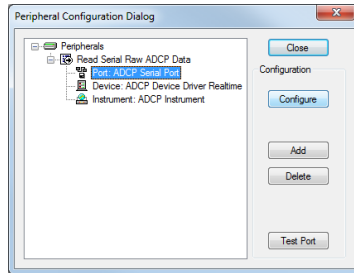 Peripheral Configuration Dialog
Peripherals
Read Serial Raw ADCP Data
Port: ADCP Serial Port
Device: ADCP Device Driver Realtime
Instrument: ADCP Instrument
Close
Configuration
Configure
Add
Delete
Test Port